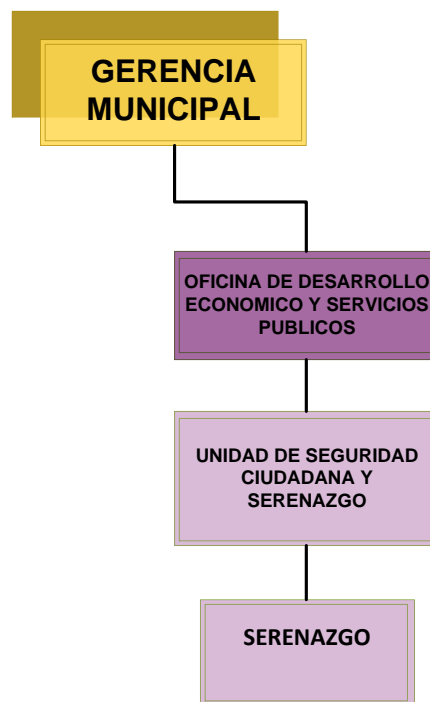 GERENCIA
MUNICIPAL
OFICINA DE DESARROLLO
ECONOMICO Y SERVICIOS
PUBLICOS
UNIDAD DE SEGURIDAD
CIUDADANA Y
SERENAZGO
SERENAZGO